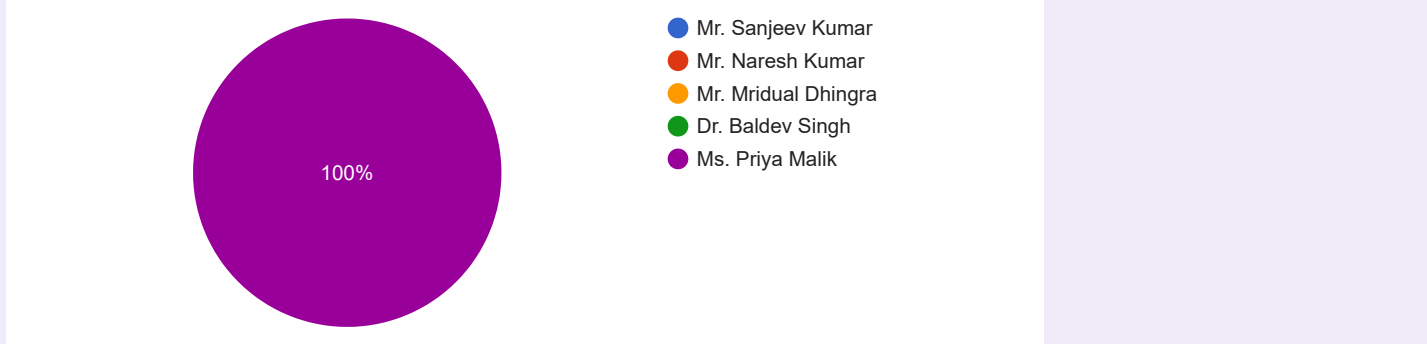 Mr. Sanjeev Kumar
Mr. Naresh Kumar
Mr. Mridual Dhingra
Dr. Baldev Singh
Ms. Priya Malik
100%